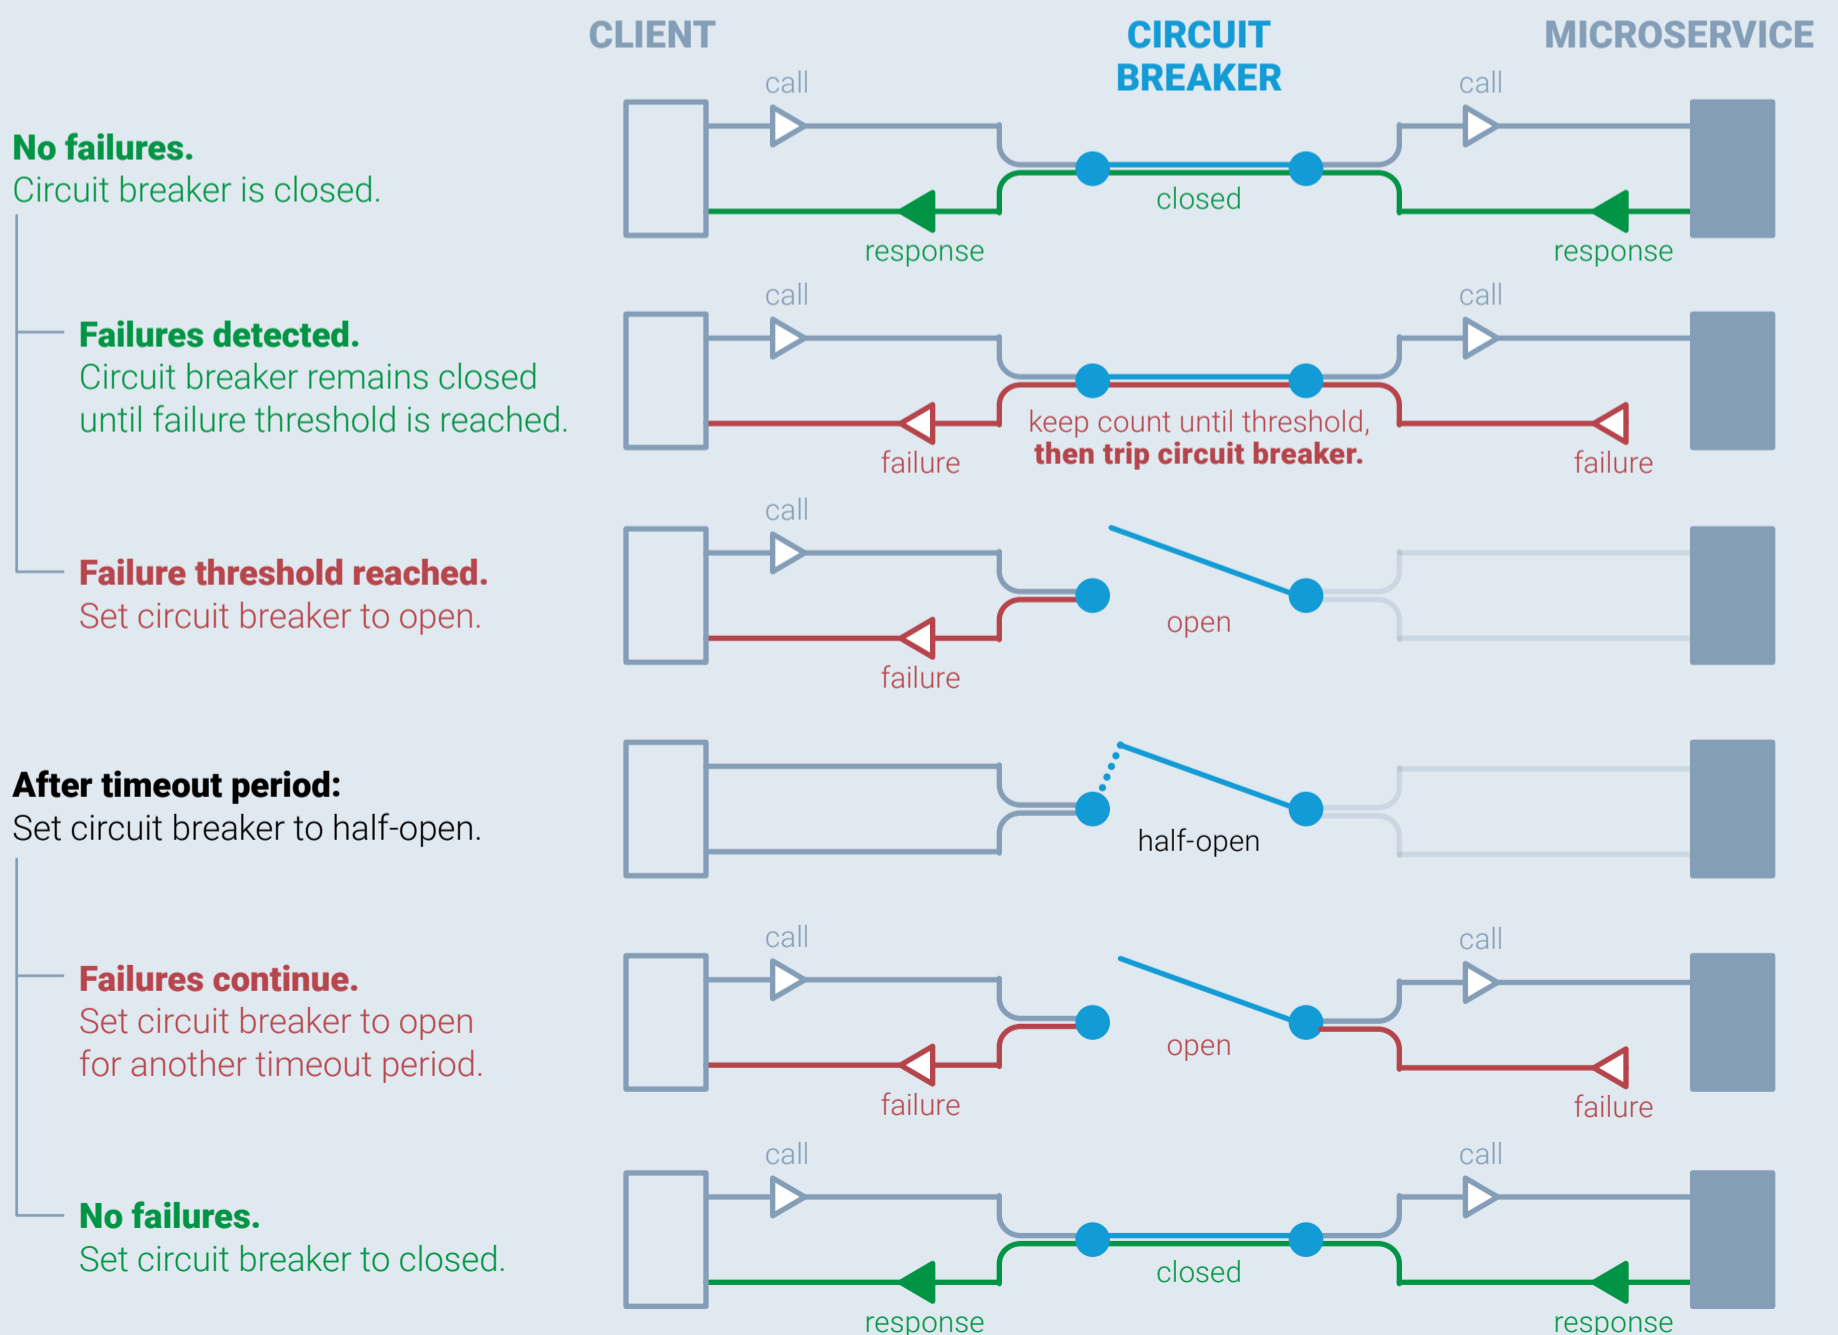 CLIENT
CIRCUIT
BREAKER
MICROSERVICE
No failures.
Circuit breaker is closed.
call
call
closed
response
response
Failures detected.
Circuit breaker remains closed
until failure threshold is reached.
call
call
keep count until threshold,
then trip circuit breaker.
failure
failure
Failure threshold reached.
Set circuit breaker to open.
call
open
failure
After timeout period:
Set circuit breaker to half-open.
half-open
Failures continue.
Set circuit breaker to open
for another timeout period.
call
call
open
failure
failure
No failures.
Set circuit breaker to closed.
call
call
closed
response
response